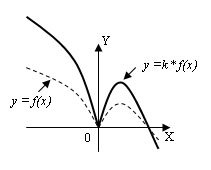 Y
y =k*f(x)
y = f(x)
0
X